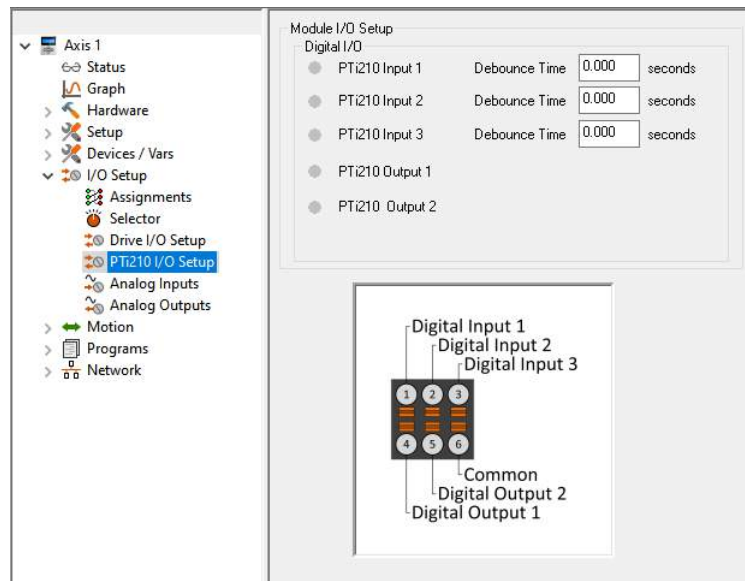 Axis 1
Status
Graph
Hardware
Setup
Devices / Vars
I/O Setup
Assignments
Selector
Drive I/O Setup
PTi210 I/O Setup
Analog Inputs
Analog Outputs
Motion
Programs
Network
Module I/O Setup
Digital I/O
PTi210 Input 1 Debounce Time 0.000 seconds
PTi210 Input 2 Debounce Time 0.000 seconds
PTi210 Input 3 Debounce Time 0.000 seconds
PTi210 Output 1
PTi210 Output 2
Digital Input 1
Digital Input 2
Digital Input 3
1 2 3
4 5 6
Common
Digital Output 2
Digital Output 1